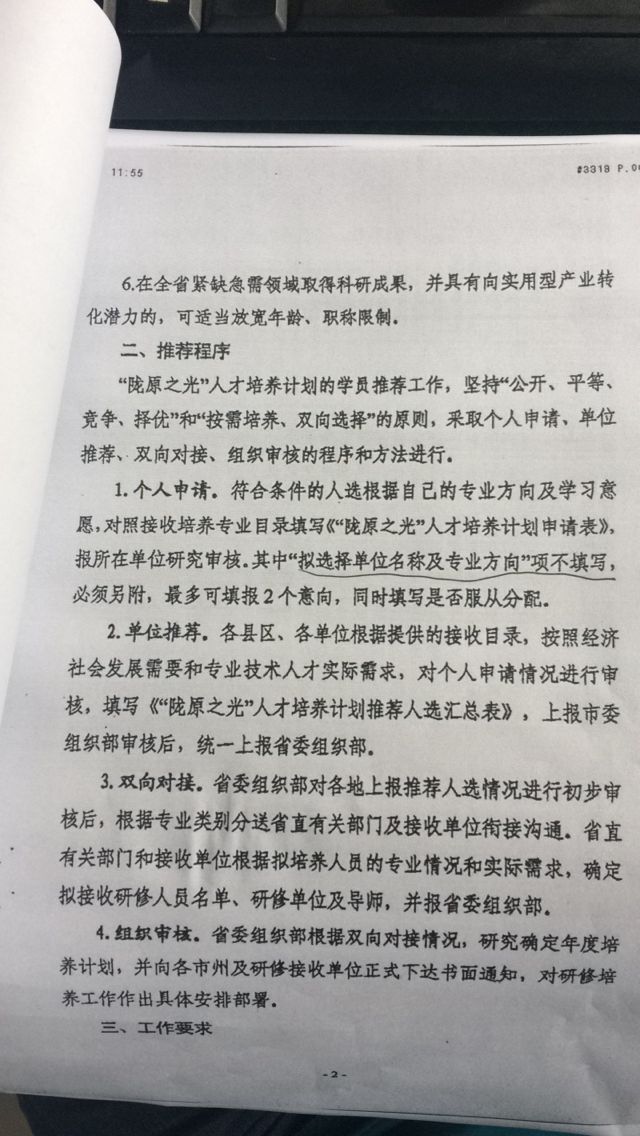 11:55 #3313 P.0
6.在全省紧缺急需领域取得科研成果，并具有向实用型产业转
化潜力的，可适当放宽年龄、职称限制。
二、推荐程序
“陇原之光”人才培养计划的学员推荐工作，坚持“公开、平等、
竞争、择优”和“按需培养、双向选择”的原则，采取个人申请、单位
推荐、双向对接、组织审核的程序和方法进行。
1.个人申请。符合条件的人选根据自己的专业方向及学习意
愿，对照接收培养专业目录填写《“陇原之光”人才培养计划申请表》，
报所在单位研究审核。其中“拟选择单位名称及专业方向”项不填写，
必须另附，最多可填报2个意向，同时填写是否服从分配。
2.单位推荐。各县区、各单位根据提供的接收目录，按照经济
社会发展需要和专业技术人才实际需求，对个人申请情况进行审
核，填写《“陇原之光”人才培养计划推荐人选汇总表》，上报市委
组织部审核后，统一上报省委组织部。
3.双向对接。省委组织部对各地上报推荐人选情况进行初步审
核后，根据专业类别分送省直有关部门及接收单位衔接沟通。省直
有关部门和接收单位根据拟培养人员的专业情况和实际需求，确定
拟接收研修人员名单、研修单位及导师，并报省委组织部。
4.组织审核。省委组织部根据双向对接情况，研究确定年度培
养计划，并向各市州及研修接收单位正式下达书面通知，对研修培
养工作作出具体安排部署。
三、工作要求
-2-